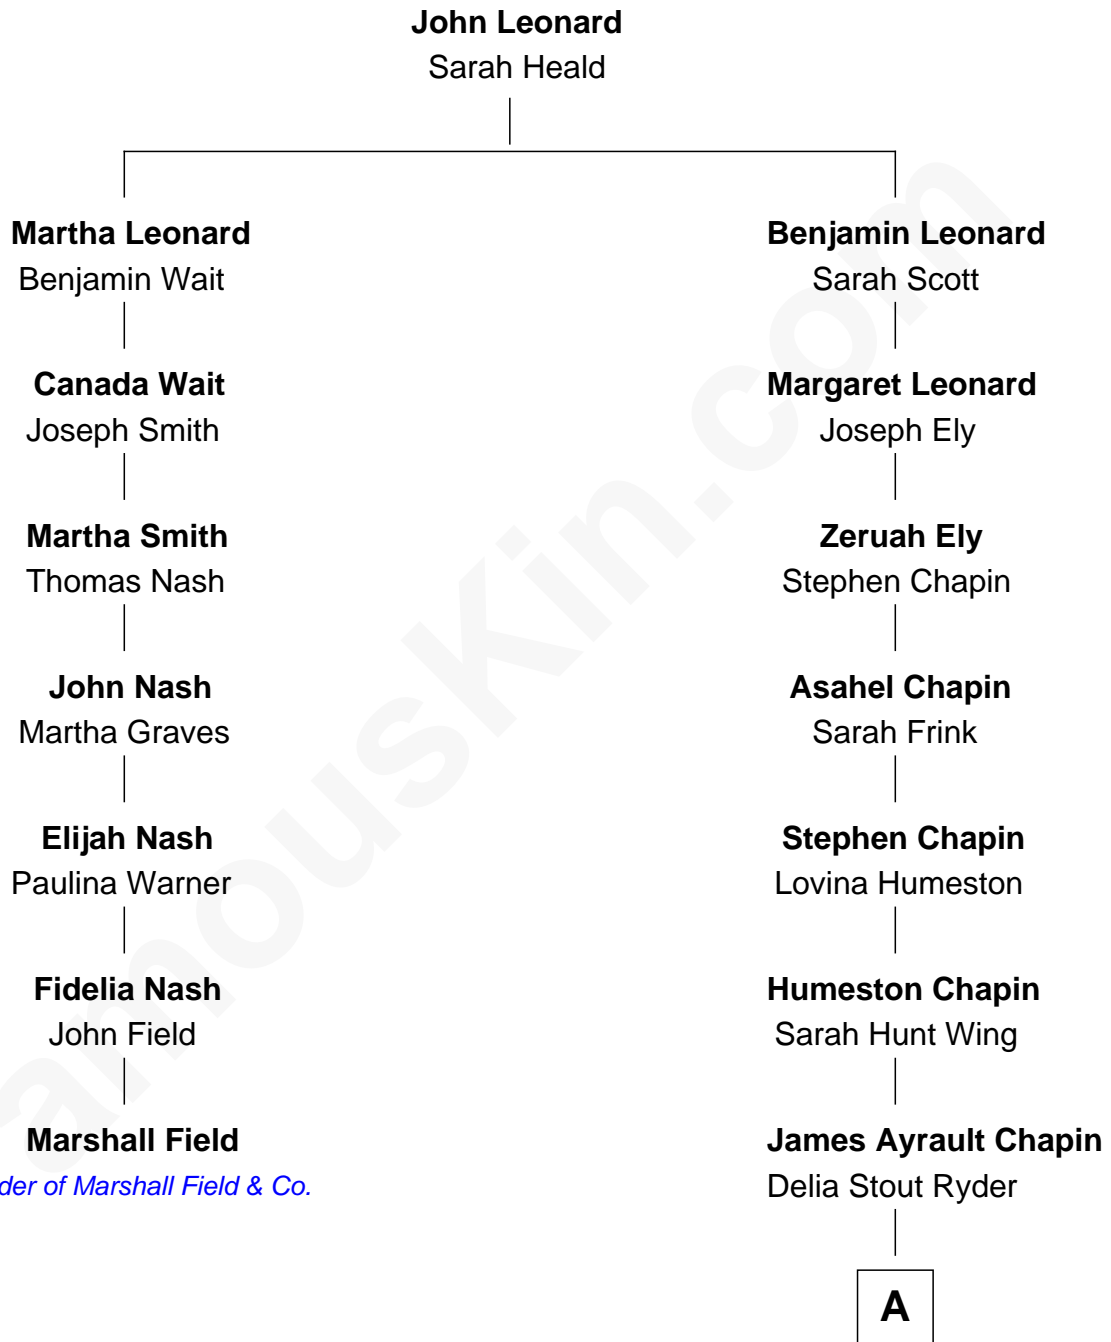 John Leonard
Sarah Heald
Martha Leonard
Benjamin Wait
Benjamin Leonard
Sarah Scott
Canada Wait
Joseph Smith
Margaret Leonard
Joseph Ely
Martha Smith
Thomas Nash
Zeruah Ely
Stephen Chapin
John Nash
Martha Graves
Asahel Chapin
Sarah Frink
Elijah Nash
Paulina Warner
Stephen Chapin
Lovina Humeston
Fidelia Nash
John Field
Humeston Chapin
Sarah Hunt Wing
Marshall Field
der of Marshall Field & Co.
James Ayrault Chapin
Delia Stout Ryder
A
amouskin.com